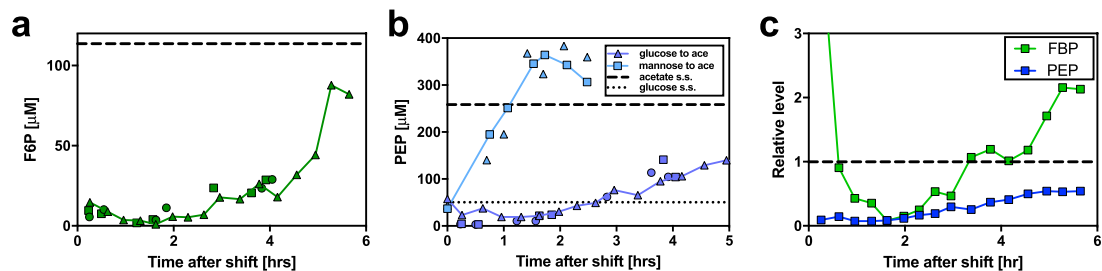 a
F6P [μM]
100
50
0
0
2
4
6
Time after shift [hrs]
b
PEP [μM]
400
300
200
100
0
0
1
2
3
4
5
Time after shift [hrs]
glucose to ace
mannose to ace
acetate s.s.
glucose s.s.
c
Relative level
3
2
1
0
0
2
4
6
Time after shift [hr]
FBP
PEP